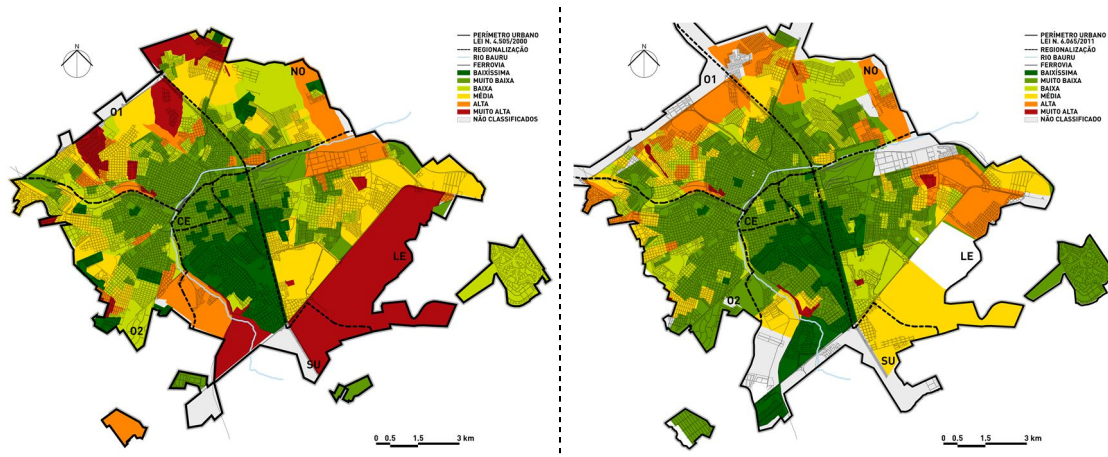 N
PERÍMETRO URBANO
LEI N. 4.505/2000
REGIONALIZAÇÃO
RIO BAURU
FERROVIA
BAIXÍSSIMA
MUITO BAIXA
BAIXA
MÉDIA
ALTA
MUITO ALTA
NÃO CLASSIFICADOS
NO
O1
CE
LE
O2
SU
0 0.5 1.5 3 km
N
PERÍMETRO URBANO
LEI N. 6.065/2011
REGIONALIZAÇÃO
RIO BAURU
FERROVIA
BAIXÍSSIMA
MUITO BAIXA
BAIXA
MÉDIA
ALTA
MUITO ALTA
NÃO CLASSIFICADO
NO
O1
CE
LE
O2
SU
0 0.5 1.5 3 km